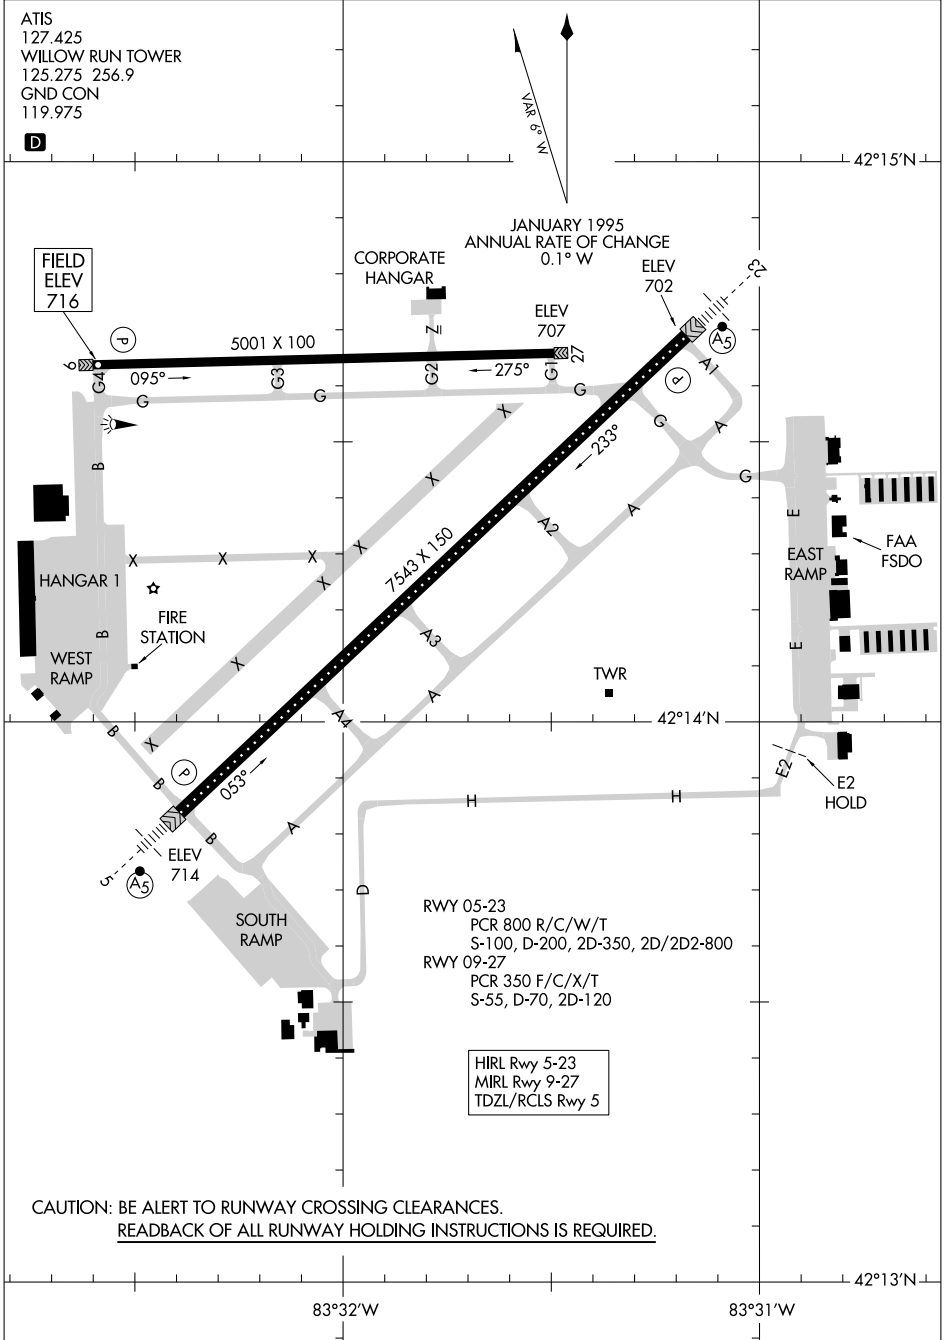 ATIS
127.425
WILLOW RUN TOWER
125.275 256.9
GND CON
119.975
D
VAR 6° W
42°15'N
JANUARY 1995
ANNUAL RATE OF CHANGE
0.1° W
FIELD
ELEV
716
CORPORATE
HANGAR
ELEV
702
23
ELEV
707
A5
P
5001 X 100
Z
9
27
095°
275°
G4
G3
G2
G1
A1
P
G
G
G
G
A
X
233°
B
X
G
A
E
A2
7543 X 150
EAST
RAMP
FAA
FSDO
X
X
X
X
HANGAR 1
X
FIRE
STATION
B
A3
X
E
WEST
RAMP
TWR
A
A4
42°14'N
B
X
P
B
053°
E2
E2
HOLD
H
H
A
B
ELEV
714
5
A5
D
SOUTH
RAMP
RWY 05-23
PCR 800 R/C/W/T
S-100, D-200, 2D-350, 2D/2D2-800
RWY 09-27
PCR 350 F/C/X/T
S-55, D-70, 2D-120
HIRL Rwy 5-23
MIRL Rwy 9-27
TDZL/RCLS Rwy 5
CAUTION: BE ALERT TO RUNWAY CROSSING CLEARANCES.
READBACK OF ALL RUNWAY HOLDING INSTRUCTIONS IS REQUIRED.
42°13'N
83°32'W
83°31'W